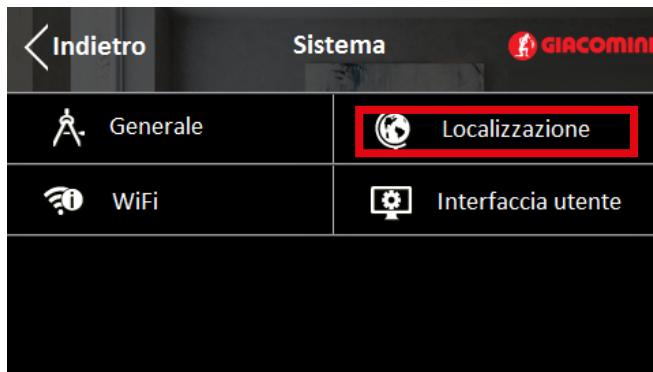 Indietro
Sistema
GIACOMINI
Generale
Localizzazione
WiFi
Interfaccia utente